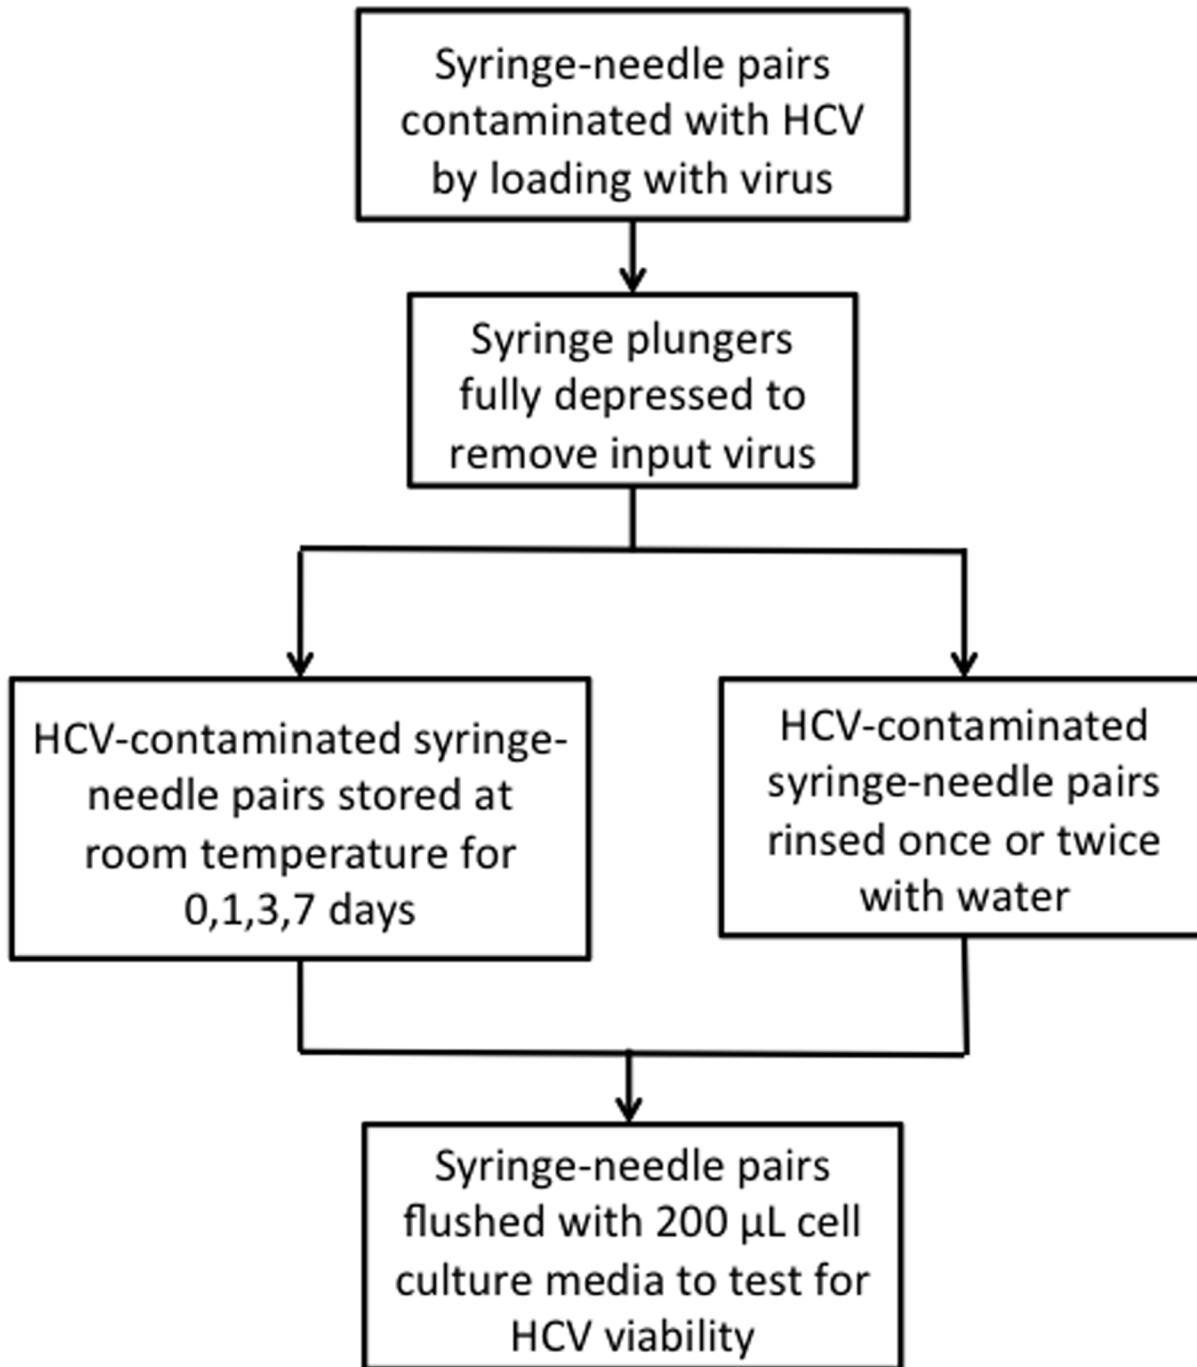 Syringe-needle pairs
contaminated with HCV
by loading with virus
Syringe plungers
fully depressed to
remove input virus
HCV-contaminated syringe-
needle pairs stored at
room temperature for
0,1,3,7 days
HCV-contaminated
syringe-needle pairs
rinsed once or twice
with water
Syringe-needle pairs
flushed with 200 µL cell
culture media to test for
HCV viability